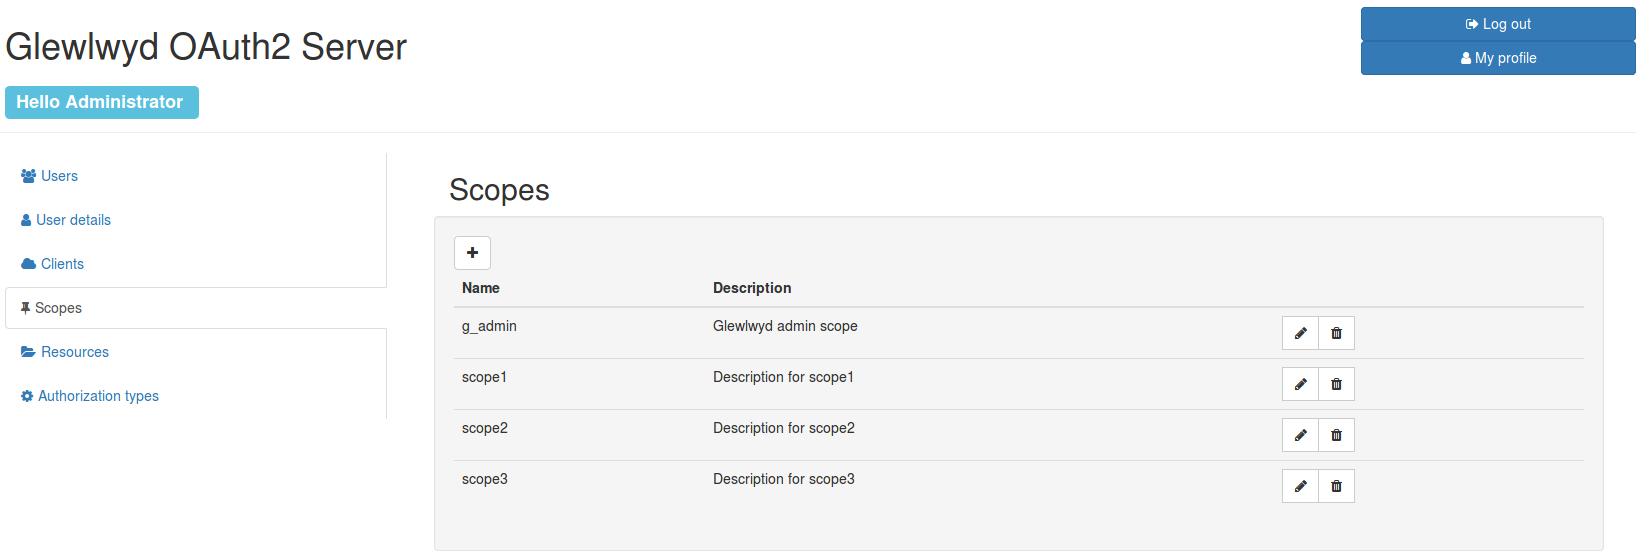 Glewlwyd OAuth2 Server
Log out
My profile
Hello Administrator
Users
User details
Clients
Scopes
Resources
Authorization types
Scopes
Name Description
g_admin Glewlwyd admin scope
scope1 Description for scope1
scope2 Description for scope2
scope3 Description for scope3